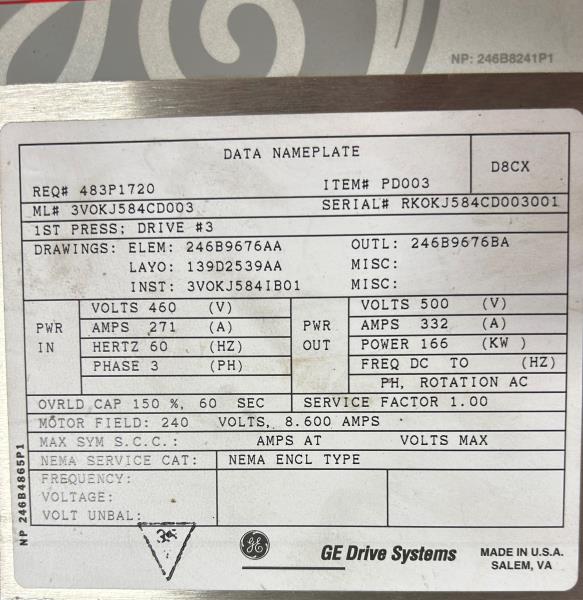 NP: 246B8241P1
DATA NAMEPLATE
D8CX
REQ# 483P1720 ITEM# PD003
ML# 3VOKJ584CD003 SERIAL# RKOKJ584CD003001
1ST PRESS; DRIVE #3
DRAWINGS: ELEM: 246B9676AA OUTL: 246B9676BA
LAYO: 139D2539AA MISC:
INST: 3VOKJ584IB01 MISC:
PWR IN
VOLTS 460 (V)
AMPS 271 (A)
HERTZ 60 (HZ)
PHASE 3 (PH)
PWR OUT
VOLTS 500 (V)
AMPS 332 (A)
POWER 166 (KW )
FREQ DC TO (HZ)
PH, ROTATION AC
OVRLD CAP 150 %, 60 SEC SERVICE FACTOR 1.00
MOTOR FIELD: 240 VOLTS, 8.600 AMPS
MAX SYM S.C.C.: AMPS AT VOLTS MAX
NEMA SERVICE CAT: NEMA ENCL TYPE
FREQUENCY:
VOLTAGE:
VOLT UNBAL:
NP 246B4865P1
GE
GE Drive Systems
MADE IN U.S.A.
SALEM, VA